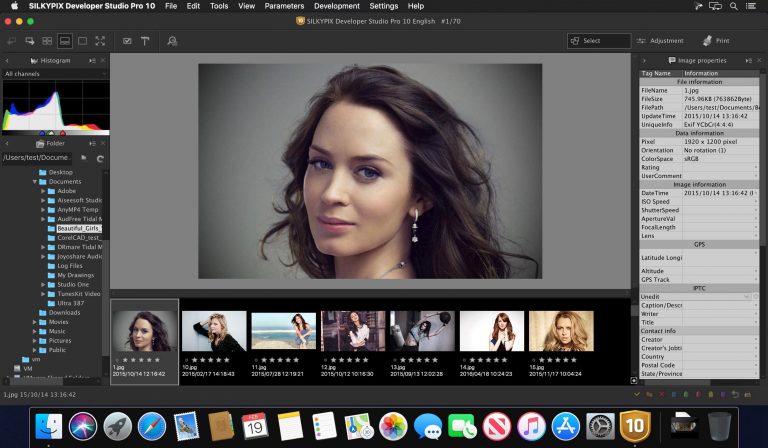 SILKYPIX Developer Studio Pro 10 File Edit Tools View Parameters Development Settings Help
10 SILKYPIX Developer Studio Pro 10 English #1/70
Select Adjustment Print
Histogram
All channels
Folder
/Users/test/Docume...
Desktop
Documents
Adobe
Aiseesoft Studio
AnyMP4 Temp
AudFree Tidal M
Beautiful_Girls_
CorelCAD_test_
DRmare Tidal M
Joyoshare Audio
Log Files
My Drawings
Studio One
TunesKit Video
Ultra 387
Downloads
Movies
Music
Pictures
Public
vm
VM
1.jpg
2015/10/14 12:16:42
10.jpg
2015/02/17 14:18:43
11.jpg
2015/07/28 12:19:21
12.jpg
2015/10/12 10:16:30
13.jpg
2015/09/13 02:02:28
14.jpg
2016/04/18 10:24:23
15.jpg
2015/11/17 10:04:24
Image properties
Tag Name Information
File information
FileName 1.jpg
FileSize 745.96KB (763862Byte)
FilePath /Users/test/Documents/Be
UpdateTime 2015/10/14 13:16:42
UniqueInfo Exif YCbCr(4:4:4)
Data information
Pixel 1920 x 1200 pixel
Orientation No rotation (1)
ColorSpace sRGB
Rating
UserComment
Image information
DateTime 2015/10/14 13:16:42
ISO Speed
ShutterSpeed
ApertureVal
FocalLength
Lens
GPS
Latitude Longi
Altitude
GPS Track
IPTC
Unedit
Caption/Descr
Writer
Title
Contact info
Creator
Creator's Jobti
Country
Postal Code
State/Province
1.jpg 15/10/14 13:16:42
FEB
19
10